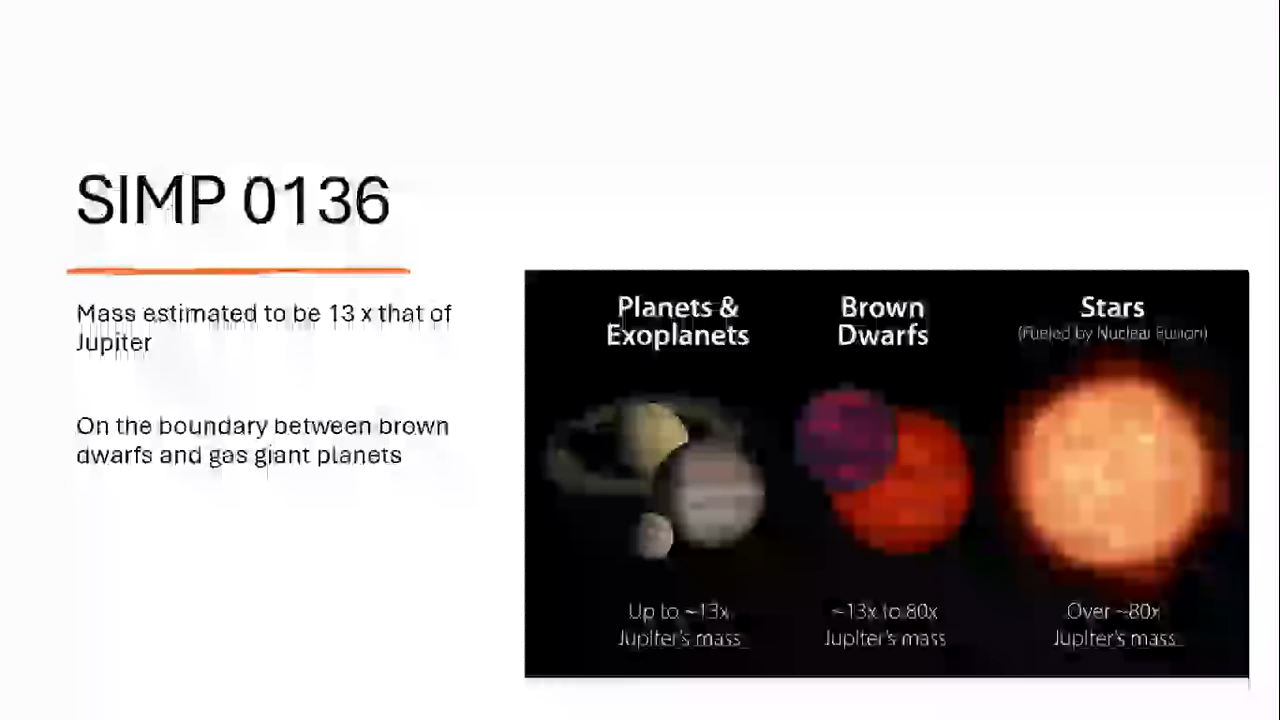 SIMP 0136
Mass estimated to be 13 x that of
Jupiter
On the boundary between brown
dwarfs and gas giant planets
Planets &
Exoplanets
Up to ~13x
Jupiter's mass
Brown
Dwarfs
~13x to 80x
Jupiter's mass
Stars
(Fueled by Nuclear Fusion)
Over ~80x
Jupiter's mass